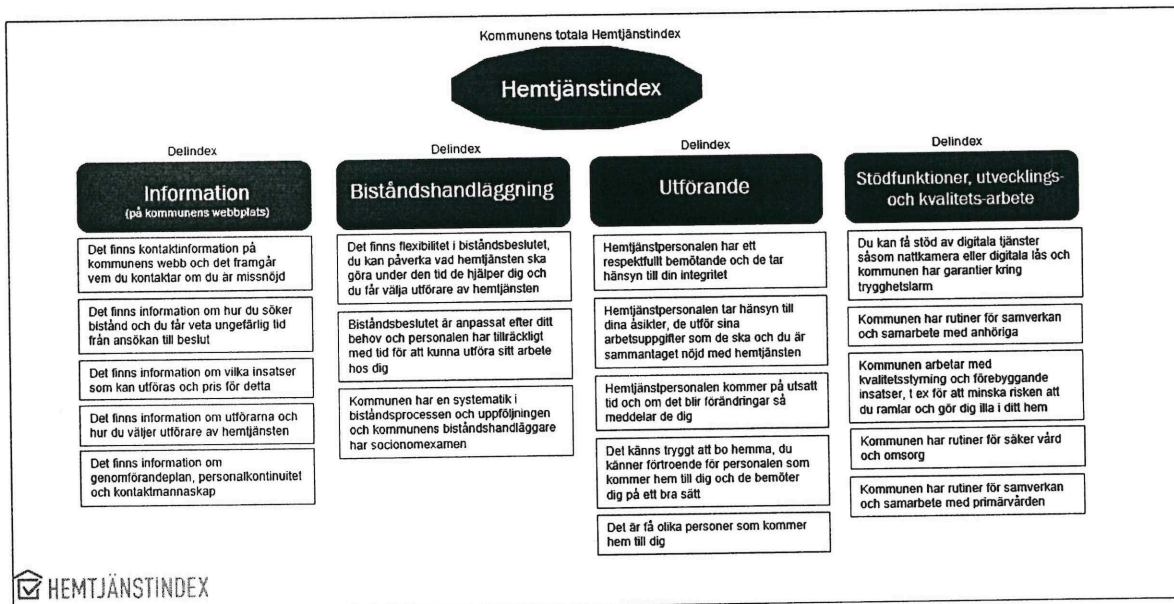 Kommunens totala Hemtjänstindex
Hemtjänstindex
Delindex
Information
(på kommunens webbplats)
Det finns kontaktinformation på
kommunens webb och det framgår
vem du kontaktar om du är missnöjd
Det finns information om hur du söker
bistånd och du får veta ungefärlig tid
från ansökan till beslut
Det finns information om vilka insatser
som kan utföras och pris för detta
Det finns information om utförarna och
hur du väljer utförare av hemtjänsten
Det finns information om
genomförandeplan, personalkontinuitet
och kontaktmannaskap
Delindex
Biståndshandläggning
Det finns flexibilitet i biståndsbeslutet,
du kan påverka vad hemtjänsten ska
göra under den tid de hjälper dig och
du får välja utförare av hemtjänsten
Biståndsbeslutet är anpassat efter ditt
behov och personalen har tillräckligt
med tid för att kunna utföra sitt arbete
hos dig
Kommunen har en systematik i
biståndsprocessen och uppföljningen
och kommunens biståndshandläggare
har socionomexamen
Delindex
Utförande
Hemtjänstpersonalen har ett
respektfullt bemötande och de tar
hänsyn till din integritet
Hemtjänstpersonalen tar hänsyn till
dina åsikter, de utför sina
arbetsuppgifter som de ska och du är
sammantaget nöjd med hemtjänsten
Hemtjänstpersonalen kommer på utsatt
tid och om det blir förändringar så
meddelar de dig
Det känns tryggt att bo hemma, du
känner förtroende för personalen som
kommer hem till dig och de bemöter
dig på ett bra sätt
Det är få olika personer som kommer
hem till dig
Delindex
Stödfunktioner, utvecklings-
och kvalitets-arbete
Du kan få stöd av digitala tjänster
såsom nattkamera eller digitala lås och
kommunen har garantier kring
trygghetslarm
Kommunen har rutiner för samverkan
och samarbete med anhöriga
Kommunen arbetar med
kvalitetsstyrning och förebyggande
insatser, t ex för att minska risken att
du ramlar och gör dig illa i ditt hem
Kommunen har rutiner för säker vård
och omsorg
Kommunen har rutiner för samverkan
och samarbete med primärvården
HEMTJÄNSTINDEX